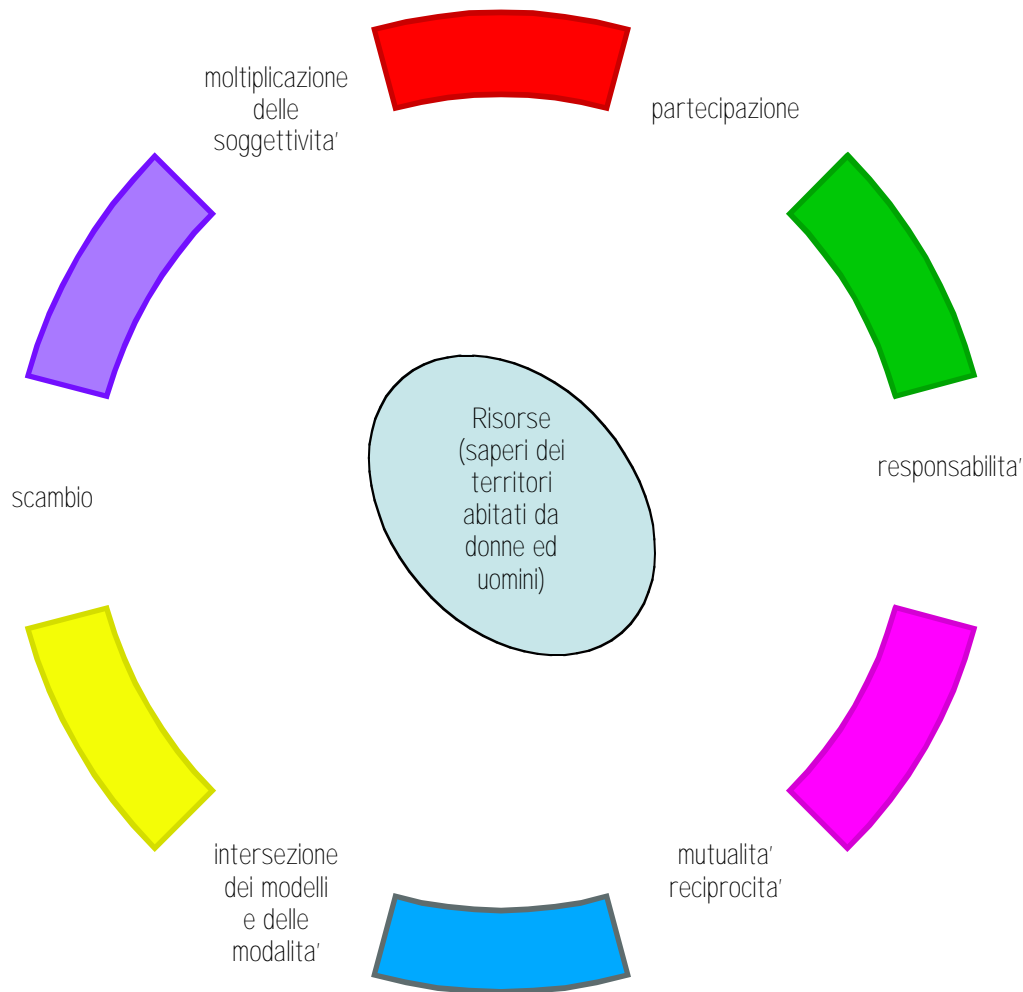 moltiplicazione
delle
soggettivita'
partecipazione
Risorse
(saperi dei
territori
abitati da
donne ed
uomini)
responsabilita'
scambio
intersezione
dei modelli
e delle
modalita'
mutualita'
reciprocita'